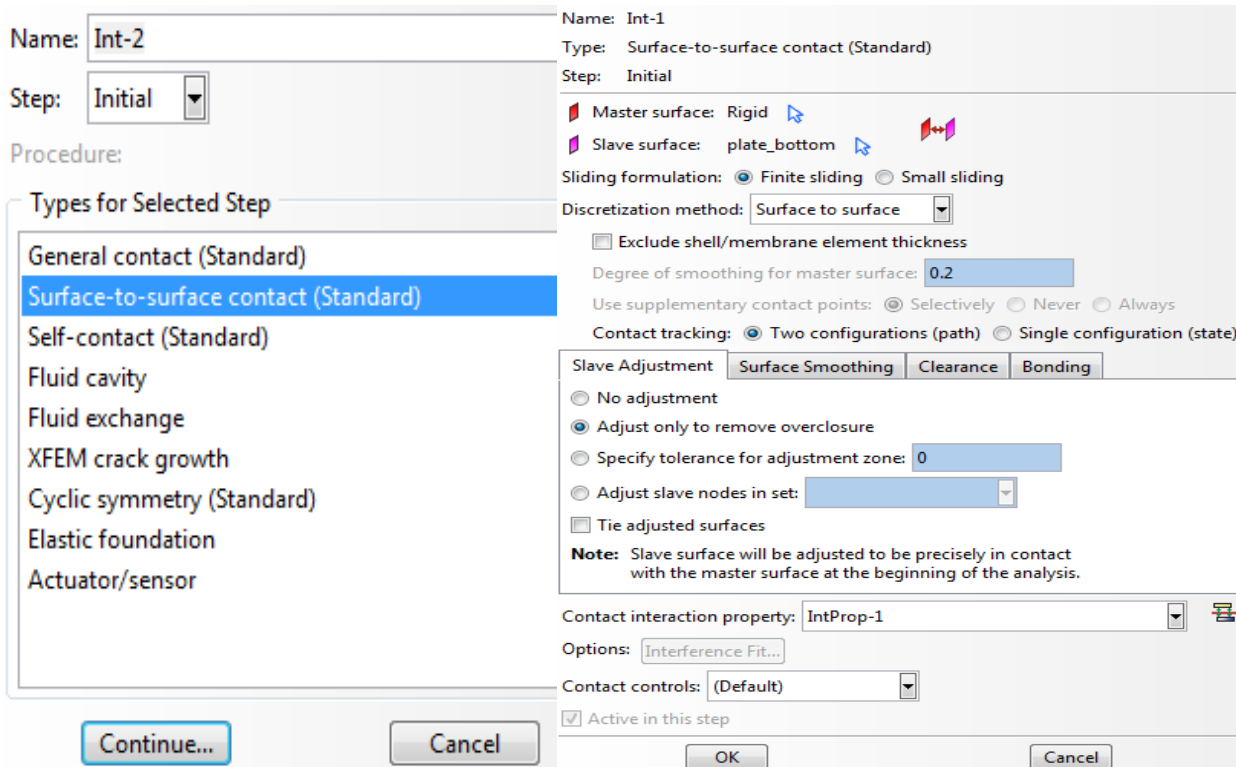 Name: Int-2
Step: Initial
Procedure:
Types for Selected Step
General contact (Standard)
Surface-to-surface contact (Standard)
Self-contact (Standard)
Fluid cavity
Fluid exchange
XFEM crack growth
Cyclic symmetry (Standard)
Elastic foundation
Actuator/sensor
Continue... Cancel
Name: Int-1
Type: Surface-to-surface contact (Standard)
Step: Initial
Master surface: Rigid
Slave surface: plate_bottom
Sliding formulation: Finite sliding Small sliding
Discretization method: Surface to surface
Exclude shell/membrane element thickness
Degree of smoothing for master surface: 0.2
Use supplementary contact points: Selectively Never Always
Contact tracking: Two configurations (path) Single configuration (state)
Slave Adjustment Surface Smoothing Clearance Bonding
No adjustment
Adjust only to remove overclosure
Specify tolerance for adjustment zone: 0
Adjust slave nodes in set:
Tie adjusted surfaces
Note: Slave surface will be adjusted to be precisely in contact
with the master surface at the beginning of the analysis.
Contact interaction property: IntProp-1
Options: Interference Fit...
Contact controls: (Default)
Active in this step
OK Cancel